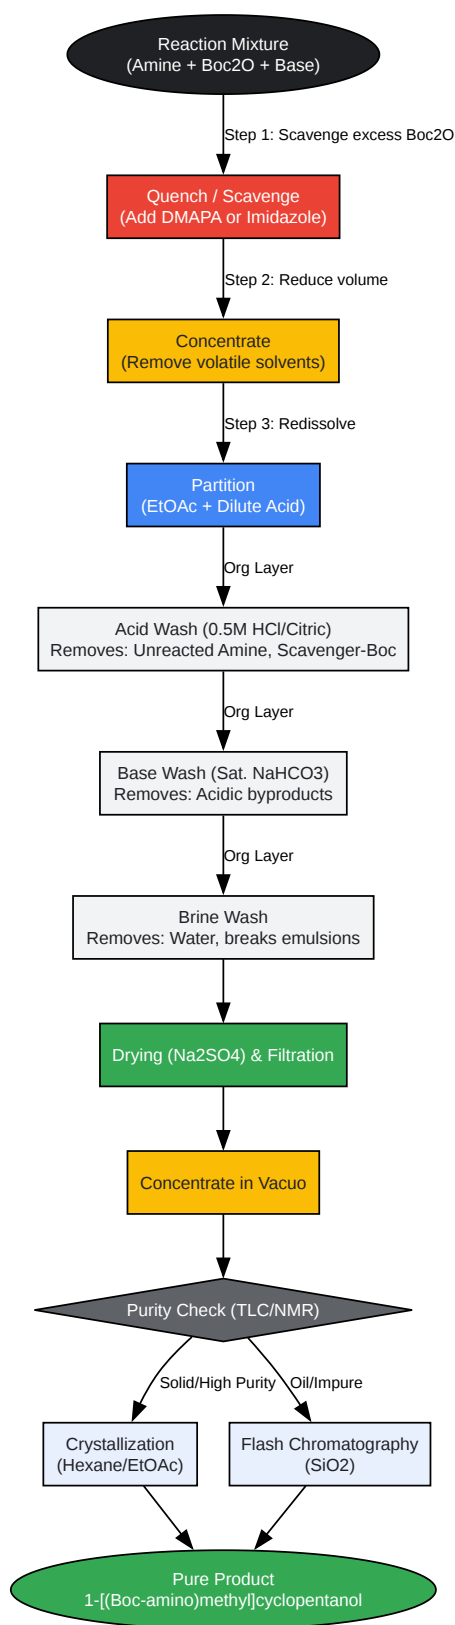 Reaction Mixture
(Amine + Boc2O + Base)
Step 1: Scavenge excess Boc2O
Quench / Scavenge
(Add DMAPA or Imidazole)
Step 2: Reduce volume
Concentrate
(Remove volatile solvents)
Step 3: Redissolve
Partition
(EtOAc + Dilute Acid)
Org Layer
Acid Wash (0.5M HCl/Citric)
Removes: Unreacted Amine, Scavenger-Boc
Org Layer
Base Wash (Sat. NaHCO3)
Removes: Acidic byproducts
Org Layer
Brine Wash
Removes: Water, breaks emulsions
Drying (Na2SO4) & Filtration
Concentrate in Vacuo
Purity Check (TLC/NMR)
Solid/High Purity
Oil/Impure
Crystallization
(Hexane/EtOAc)
Flash Chromatography
(SiO2)
Pure Product
1-[(Boc-amino)methyl]cyclopentanol